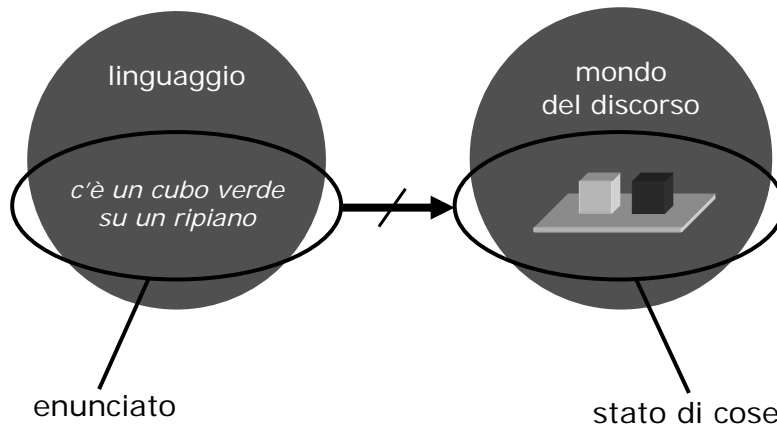 linguaggio
mondo
del discorso
c'è un cubo verde
su un ripiano
enunciato
stato di cose